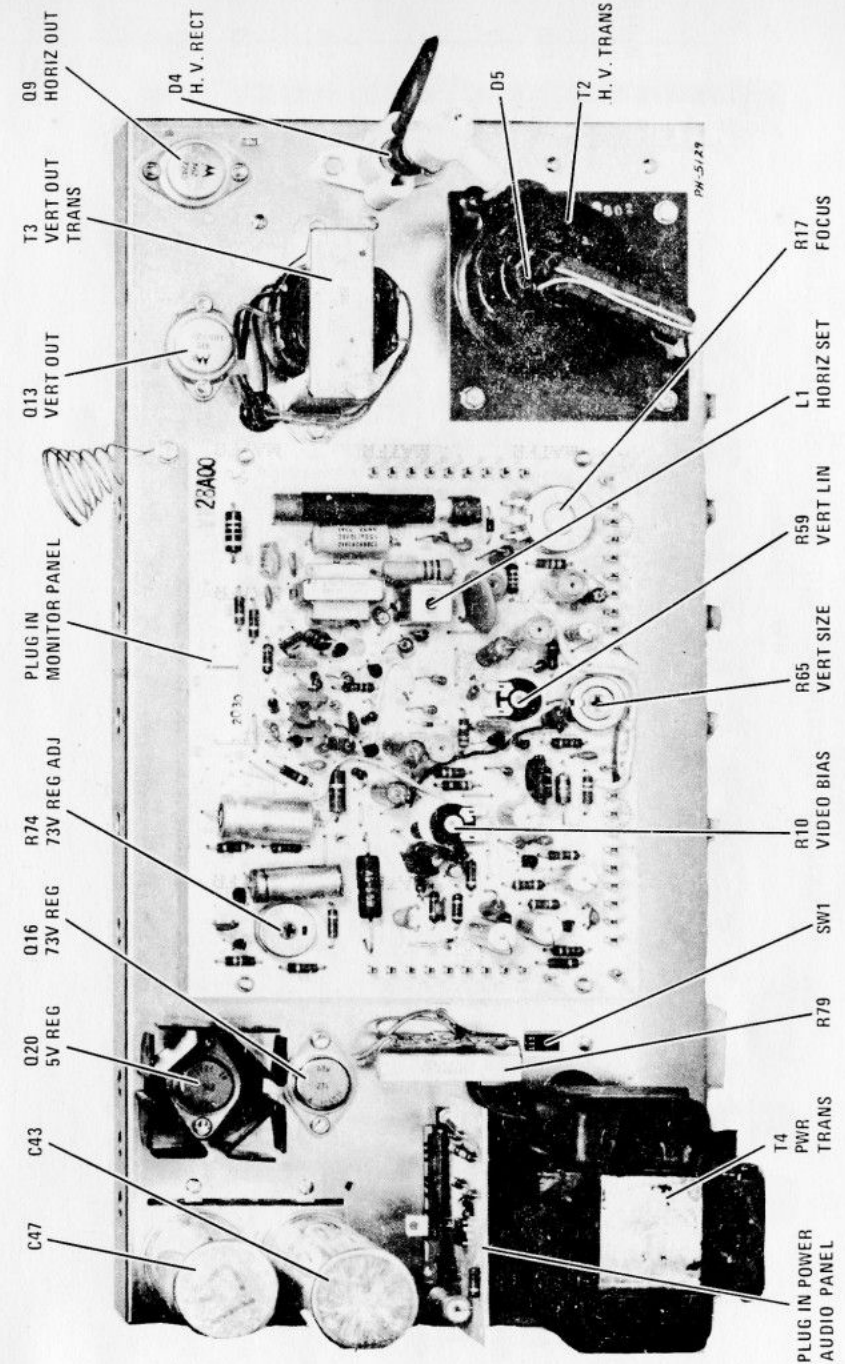 C47
C43
Q20
5V REG
Q16
73V REG
R74
73V REG ADJ
PLUG IN
MONITOR PANEL
Q13
VERT OUT
T3
VERT OUT
TRANS
Q9
HORIZ OUT
D4
H. V. RECT
28A00
2030
D5
T2
H. V. TRANS
PH-5129
PLUG IN POWER
AUDIO PANEL
T4
PWR
TRANS
R79
SW1
R10
VIDEO BIAS
R65
VERT SIZE
R59
VERT LIN
L1
HORIZ SET
R17
FOCUS